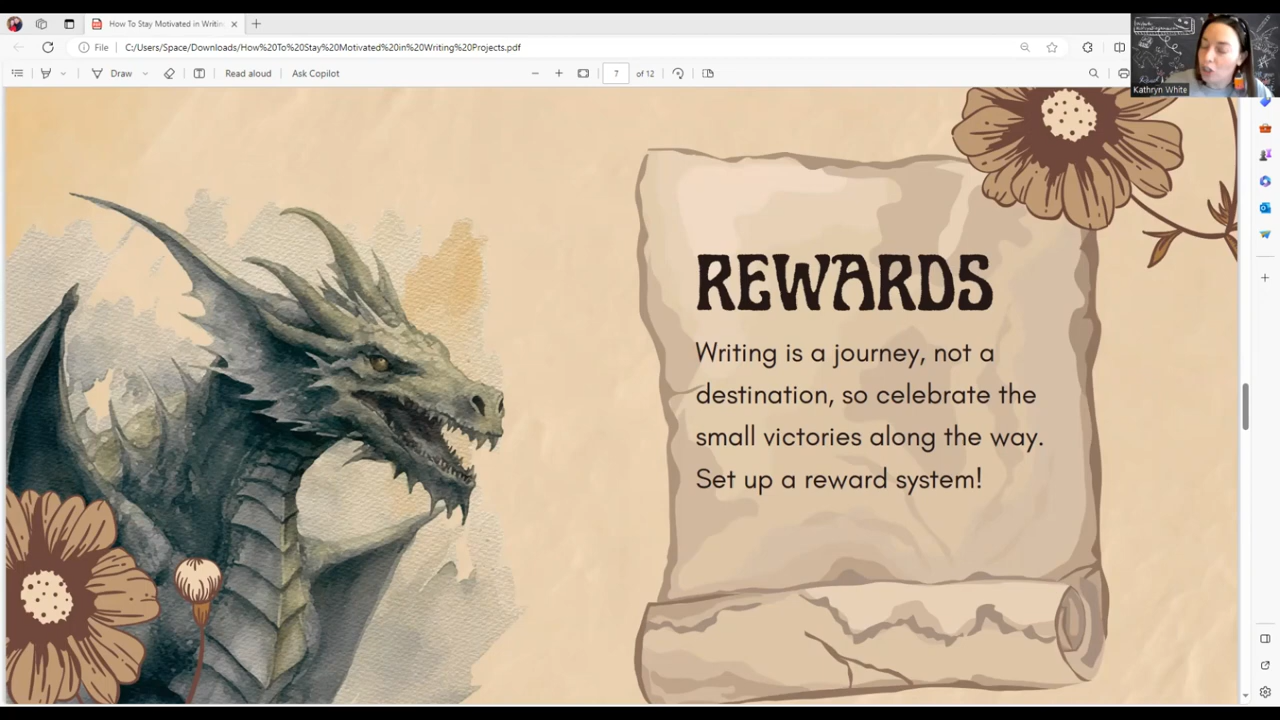 How To Stay Motivated in Writin
File
C:/Users/Space/Downloads/How%20To%20Stay%20Motivated%20in%20Writing%20Projects.pdf
Draw
Read aloud
Ask Copilot
7
of 12
Kathryn White
REWARDS
Writing is a journey, not a
destination, so celebrate the
small victories along the way.
Set up a reward system!